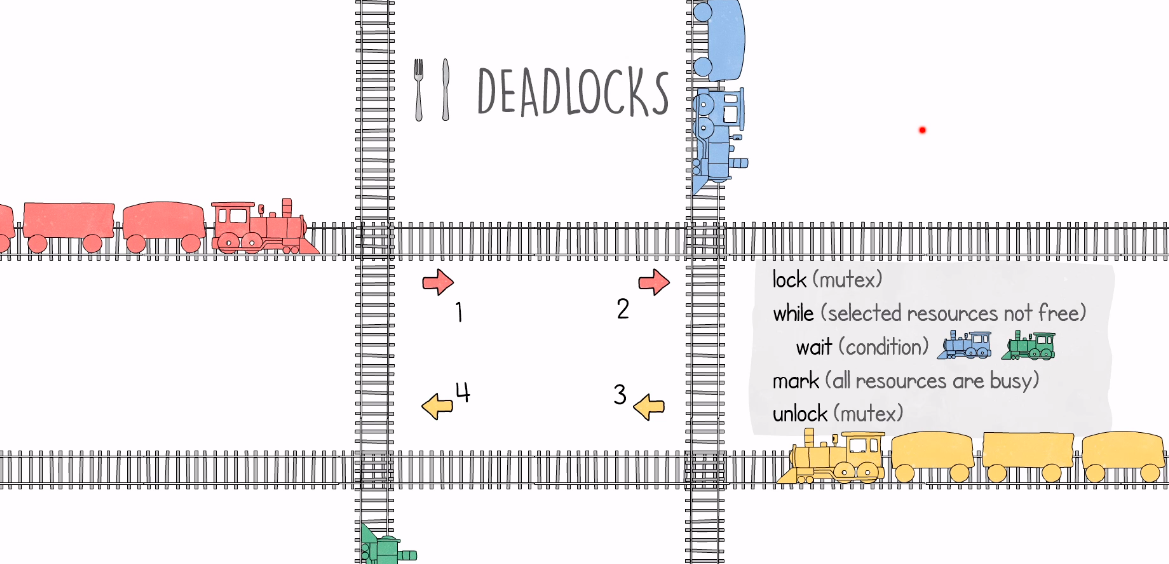 DEADLOCKS
1
2
4
3
lock (mutex)
while (selected resources not free)
wait (condition)
mark (all resources are busy)
unlock (mutex)